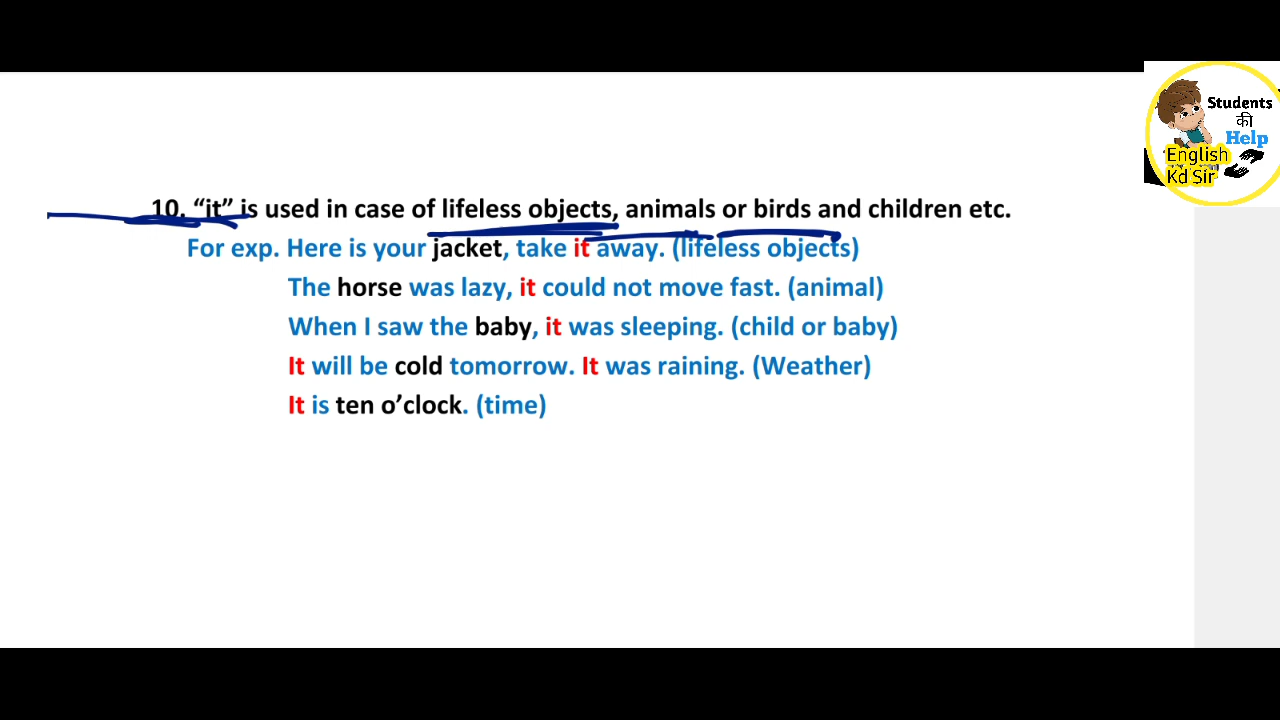 10. “it” is used in case of lifeless objects, animals or birds and children etc.
For exp. Here is your jacket, take it away. (lifeless objects)
The horse was lazy, it could not move fast. (animal)
When I saw the baby, it was sleeping. (child or baby)
It will be cold tomorrow. It was raining. (Weather)
It is ten o’clock. (time)
Students
की
Help
English
Kd Sir